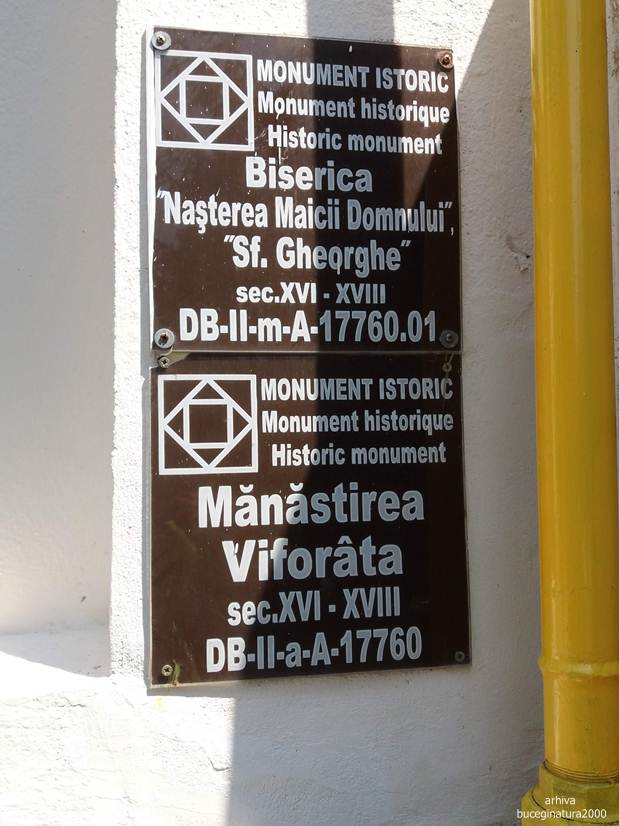 MONUMENT ISTORIC
Monument historique
Historic monument
Biserica
"Naşterea Maicii Domnului",
"Sf. Gheorghe"
sec.XVI - XVIII
DB-II-m-A-17760.01
MONUMENT ISTORIC
Monument historique
Historic monument
Mănăstirea
Viforâta
sec.XVI - XVIII
DB-II-a-A-17760
arhiva
buceginatura2000